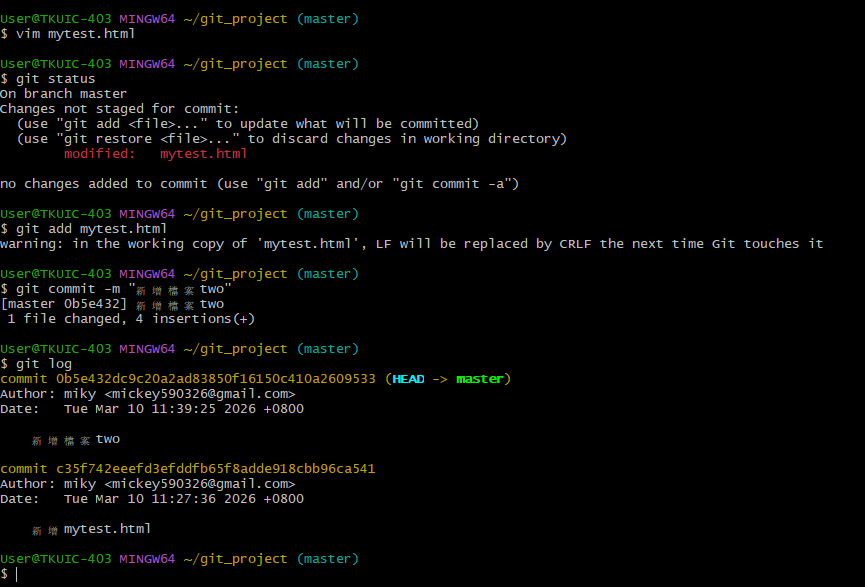 User@TKUIC-403 MINGW64 ~/git_project (master)
$ vim mytest.html
User@TKUIC-403 MINGW64 ~/git_project (master)
$ git status
On branch master
Changes not staged for commit:
  (use "git add <file>..." to update what will be committed)
  (use "git restore <file>..." to discard changes in working directory)
        modified:   mytest.html
no changes added to commit (use "git add" and/or "git commit -a")
User@TKUIC-403 MINGW64 ~/git_project (master)
$ git add mytest.html
warning: in the working copy of 'mytest.html', LF will be replaced by CRLF the next time Git touches it
User@TKUIC-403 MINGW64 ~/git_project (master)
$ git commit -m "新增檔案two"
[master 0b5e432] 新增檔案two
 1 file changed, 4 insertions(+)
User@TKUIC-403 MINGW64 ~/git_project (master)
$ git log
commit 0b5e432dc9c20a2ad83850f16150c410a2609533 (HEAD -> master)
Author: miky <mickey590326@gmail.com>
Date:   Tue Mar 10 11:39:25 2026 +0800
    新增檔案two
commit c35f742eeefd3efddfb65f8adde918cbb96ca541
Author: miky <mickey590326@gmail.com>
Date:   Tue Mar 10 11:27:36 2026 +0800
    新增mytest.html
User@TKUIC-403 MINGW64 ~/git_project (master)
$